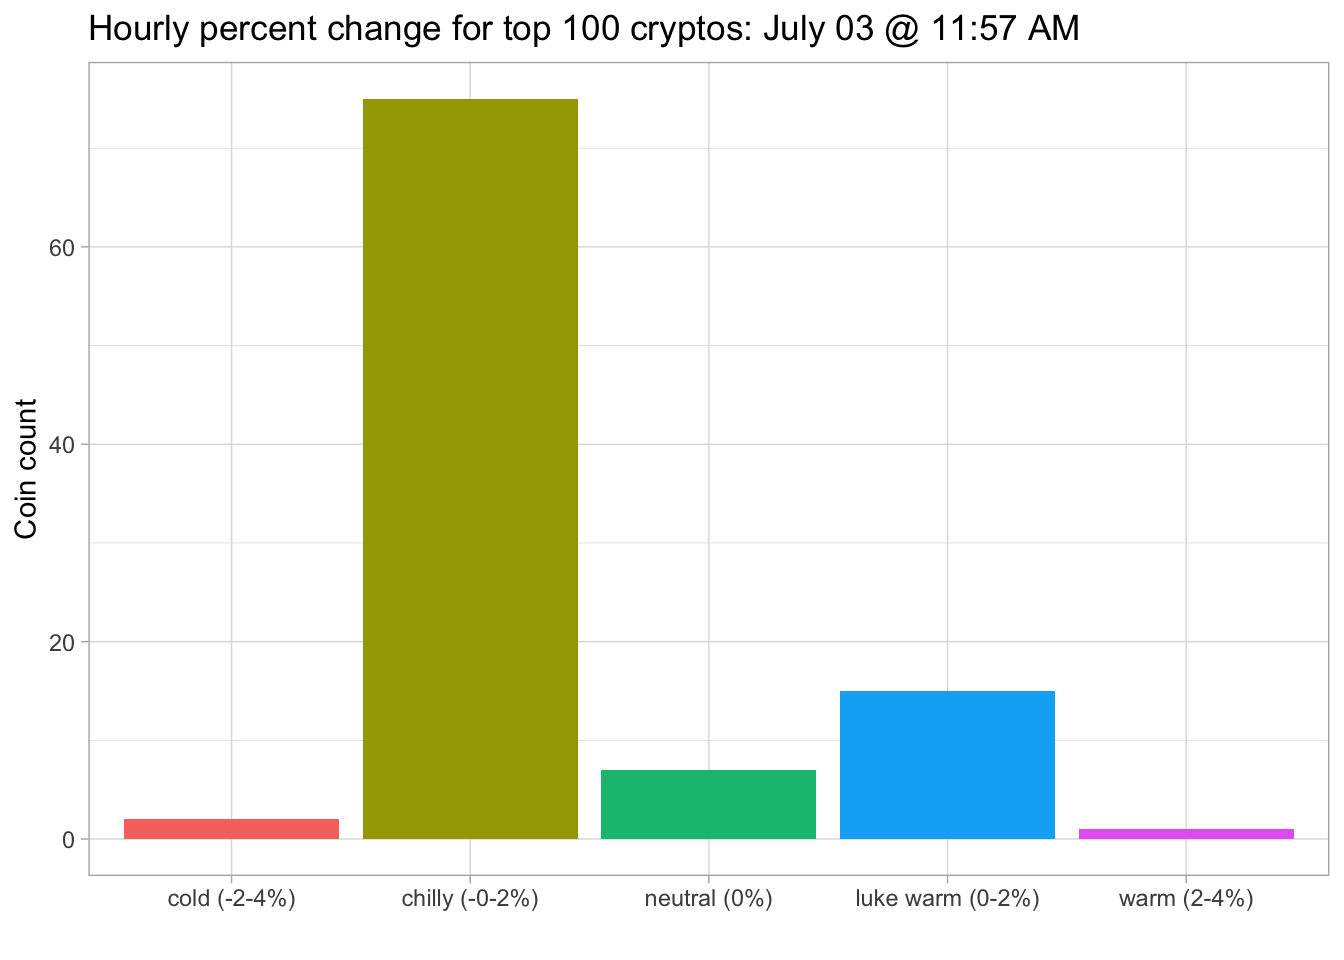 Hourly percent change for top 100 cryptos: July 03 @ 11:57 AM
Coin count
60
40
20
0
cold (-2-4%)
chilly (-0-2%)
neutral (0%)
luke warm (0-2%)
warm (2-4%)